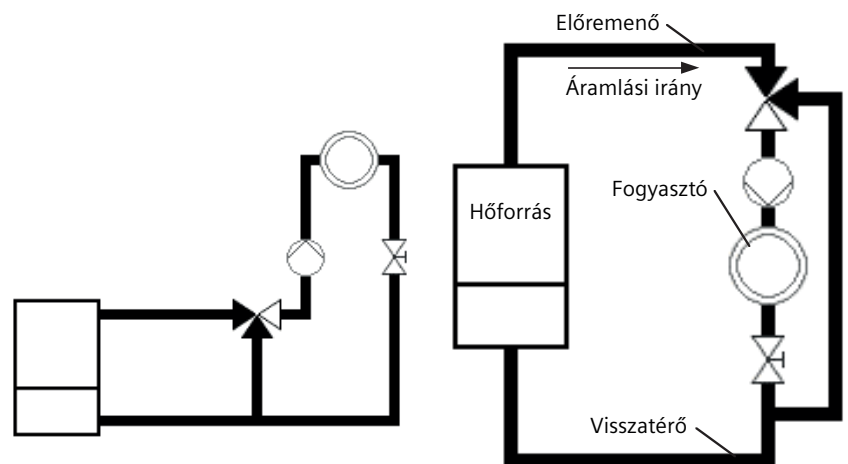 Előremenő
Áramlási irány
Fogyasztó
Hőforrás
Visszatérő